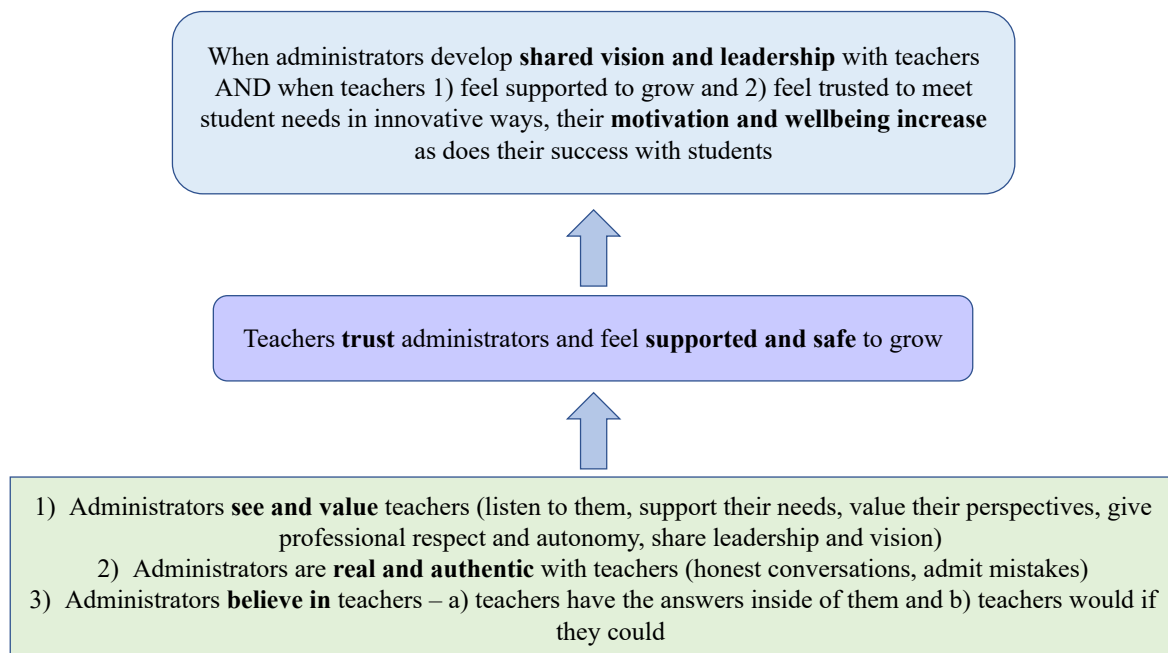 When administrators develop shared vision and leadership with teachers
AND when teachers 1) feel supported to grow and 2) feel trusted to meet
student needs in innovative ways, their motivation and wellbeing increase
as does their success with students
Teachers trust administrators and feel supported and safe to grow
1) Administrators see and value teachers (listen to them, support their needs, value their perspectives, give
professional respect and autonomy, share leadership and vision)
2) Administrators are real and authentic with teachers (honest conversations, admit mistakes)
3) Administrators believe in teachers – a) teachers have the answers inside of them and b) teachers would if
they could